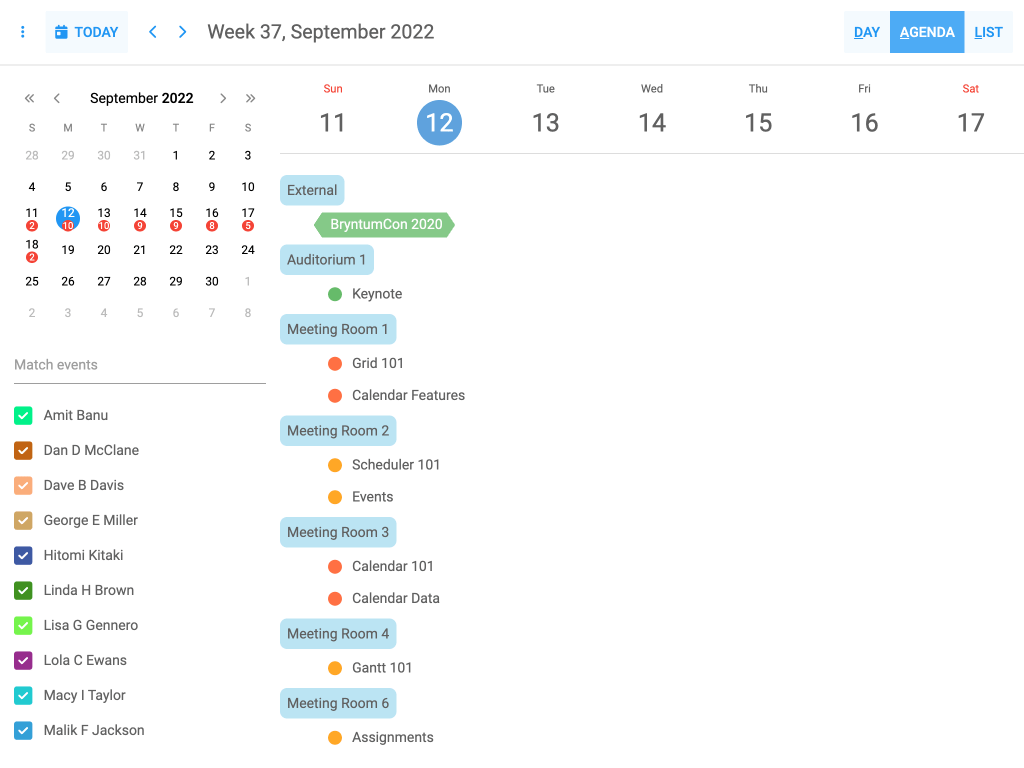 TODAY
Week 37, September 2022
DAY
AGENDA
LIST
September 2022
S M T W T F S
28 29 30 31 1 2 3
4 5 6 7 8 9 10
11 12 13 14 15 16 17
2 10 10 9 9 8 5
18 19 20 21 22 23 24
2
25 26 27 28 29 30 1
2 3 4 5 6 7 8
Match events
Amit Banu
Dan D McClane
Dave B Davis
George E Miller
Hitomi Kitaki
Linda H Brown
Lisa G Gennero
Lola C Ewans
Macy I Taylor
Malik F Jackson
Sun Mon Tue Wed Thu Fri Sat
11 12 13 14 15 16 17
External
BryntumCon 2020
Auditorium 1
Keynote
Meeting Room 1
Grid 101
Calendar Features
Meeting Room 2
Scheduler 101
Events
Meeting Room 3
Calendar 101
Calendar Data
Meeting Room 4
Gantt 101
Meeting Room 6
Assignments